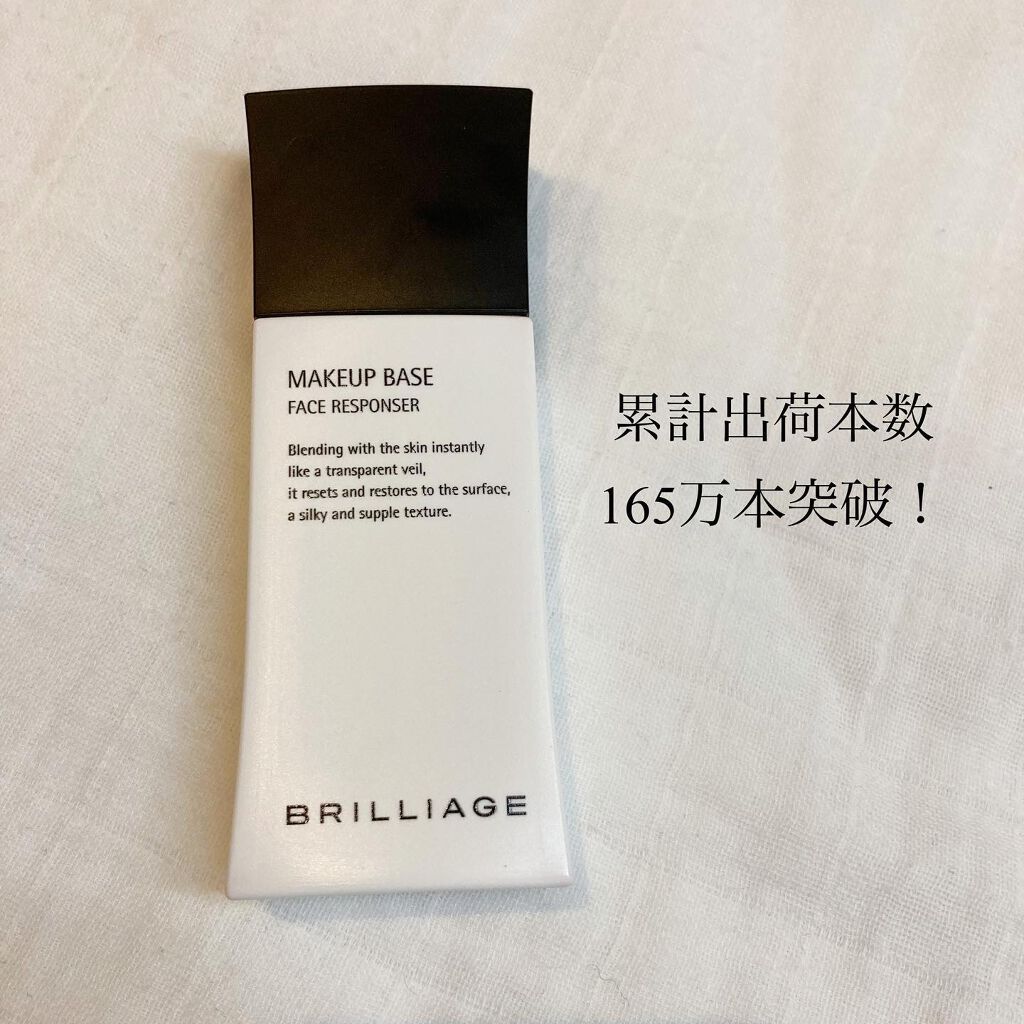 MAKEUP BASE
FACE RESPONSER
Blending with the skin instantly
like a transparent veil,
it resets and restores to the surface,
a silky and supple texture.
BRILLIAGE
累計出荷本数
165万本突破！